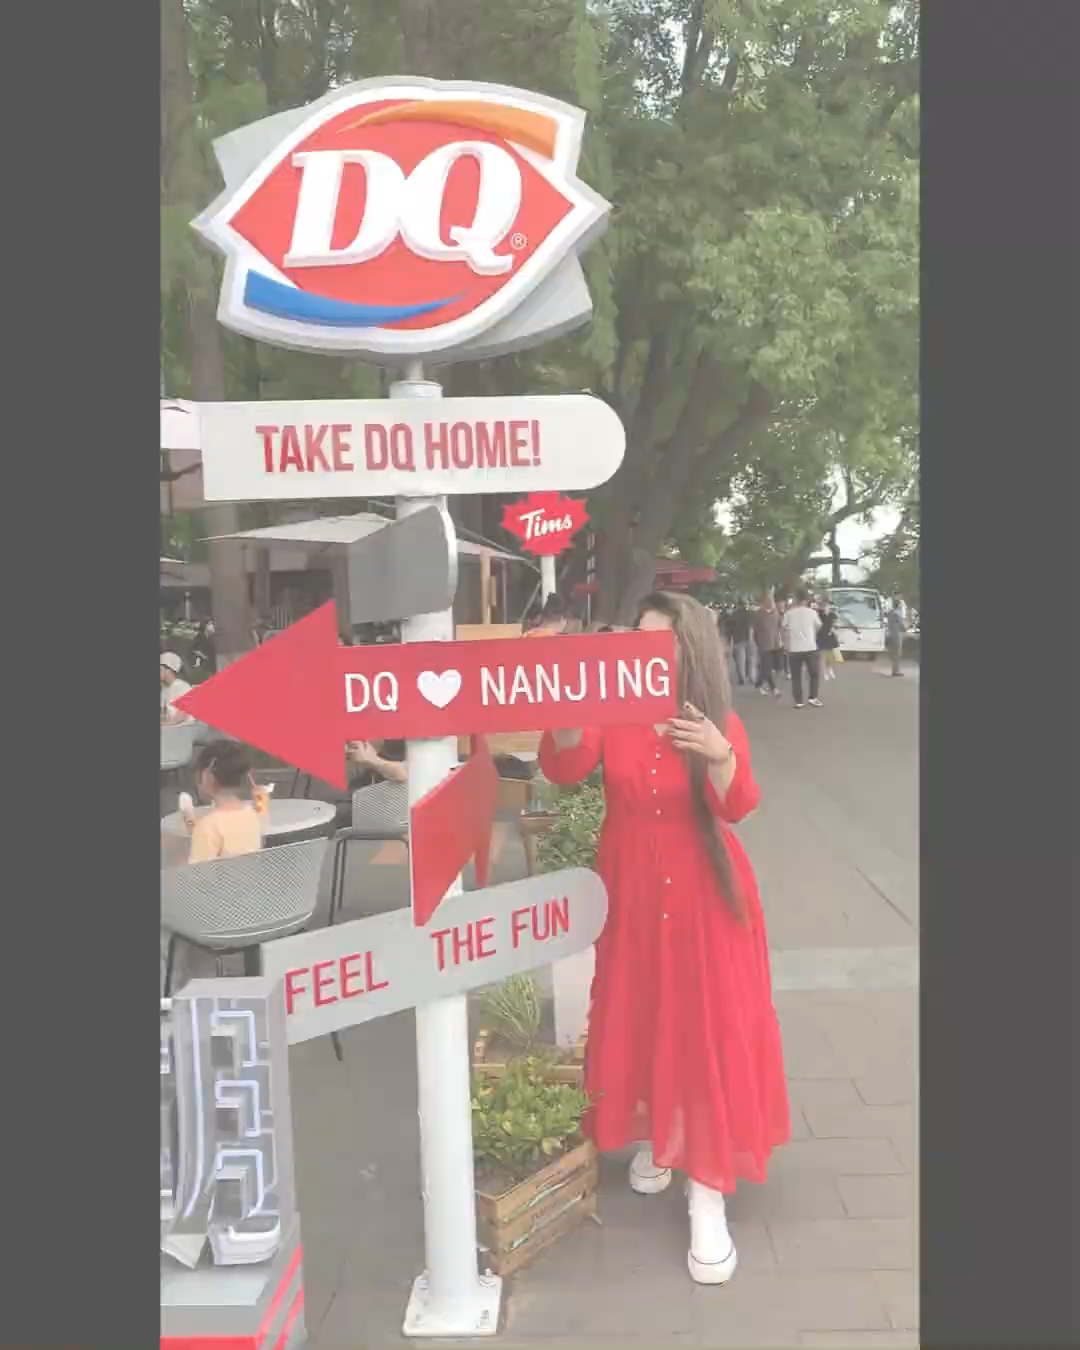 DQ®
TAKE DQ HOME!
Tims
DQ 🤍 NANJING
FEEL THE FUN